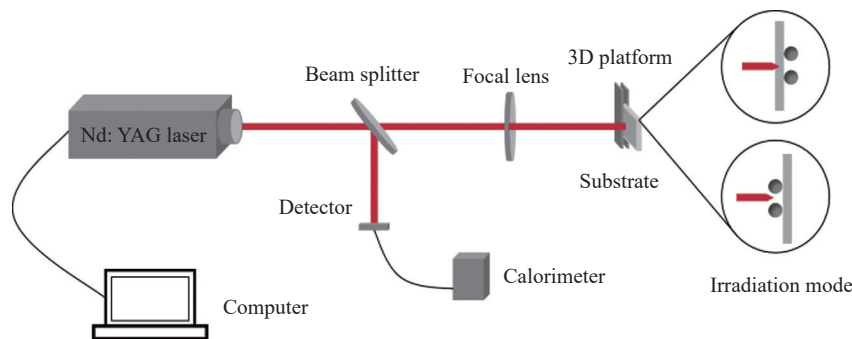 Beam splitter
Focal lens
3D platform
Nd: YAG laser
Substrate
Detector
Calorimeter
Irradiation mode
Computer